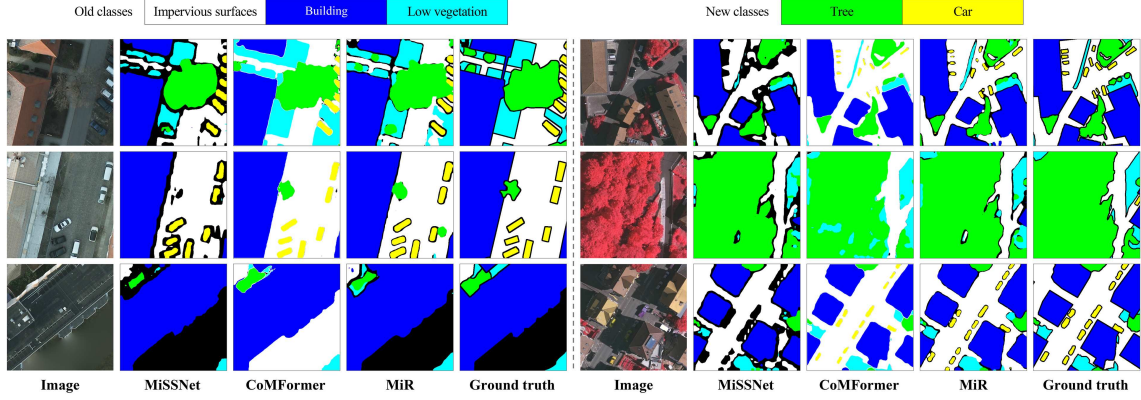 Old classes Impervious surfaces Building Low vegetation New classes Tree Car
Image MiSSNet CoMFormer MiR Ground truth Image MiSSNet CoMFormer MiR Ground truth